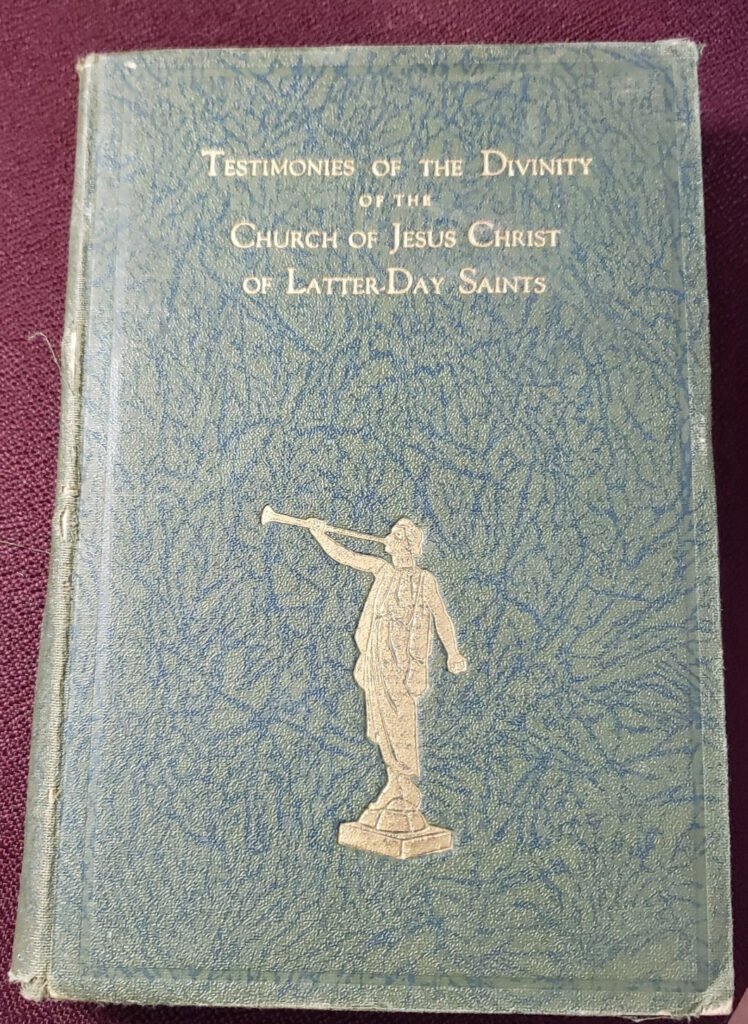 TESTIMONIES OF THE DIVINITY
OF THE
CHURCH OF JESUS CHRIST
OF LATTER-DAY SAINTS